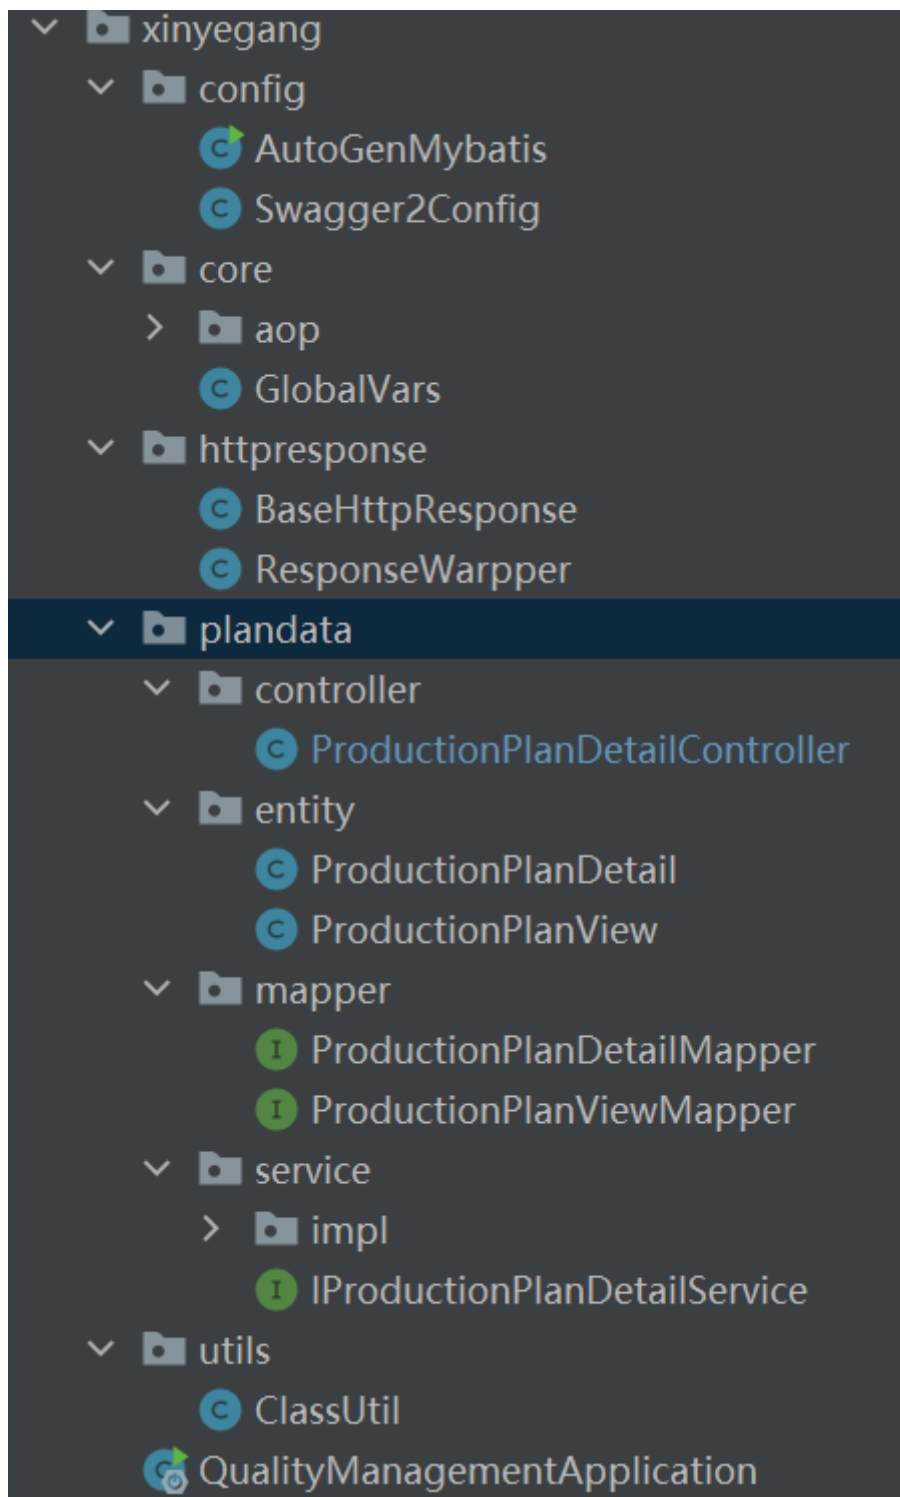 xinyegang
config
AutoGenMybatis
Swagger2Config
core
aop
GlobalVars
httpresponse
BaseHttpResponse
ResponseWarpper
plandata
controller
ProductionPlanDetailController
entity
ProductionPlanDetail
ProductionPlanView
mapper
ProductionPlanDetailMapper
ProductionPlanViewMapper
service
impl
IProductionPlanDetailService
utils
ClassUtil
QualityManagementApplication